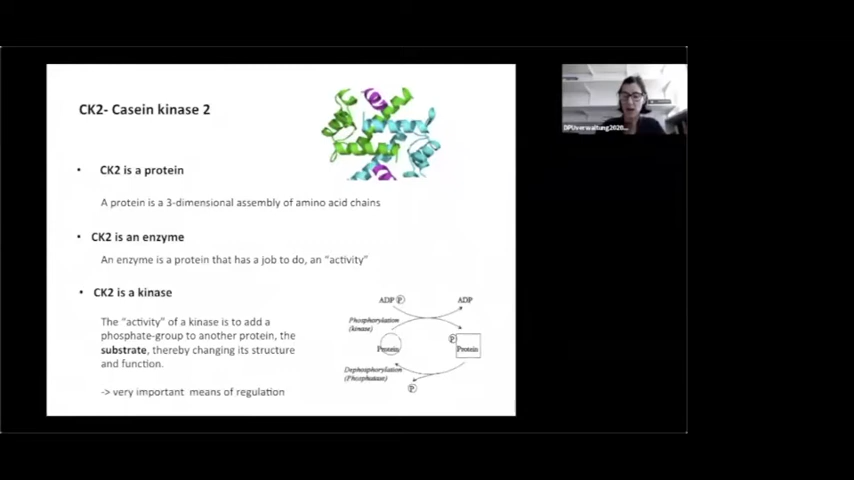 CK2- Casein kinase 2
• CK2 is a protein
A protein is a 3-dimensional assembly of amino acid chains
• CK2 is an enzyme
An enzyme is a protein that has a job to do, an “activity”
• CK2 is a kinase
The “activity” of a kinase is to add a
phosphate-group to another protein, the
substrate, thereby changing its structure
and function.
-> very important means of regulation
ADP P
ADP
Phosphorylation
(kinase)
Protein
P
Protein
Dephosphorylation
(Phosphatase)
P
DPUverwaltung2020...